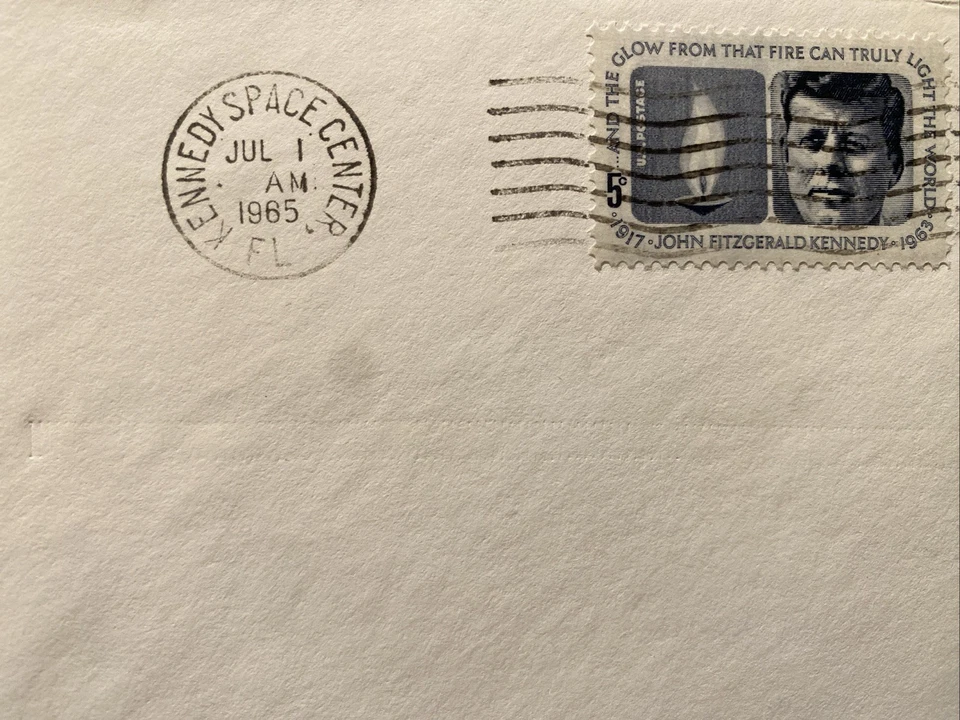 KENNEDY SPACE CENTER
JUL 1
AM
1965
FL
...AND THE GLOW FROM THAT FIRE CAN TRULY LIGHT THE WORLD·
U.S. POSTAGE
5c
·1917·JOHN FITZGERALD KENNEDY·1963·